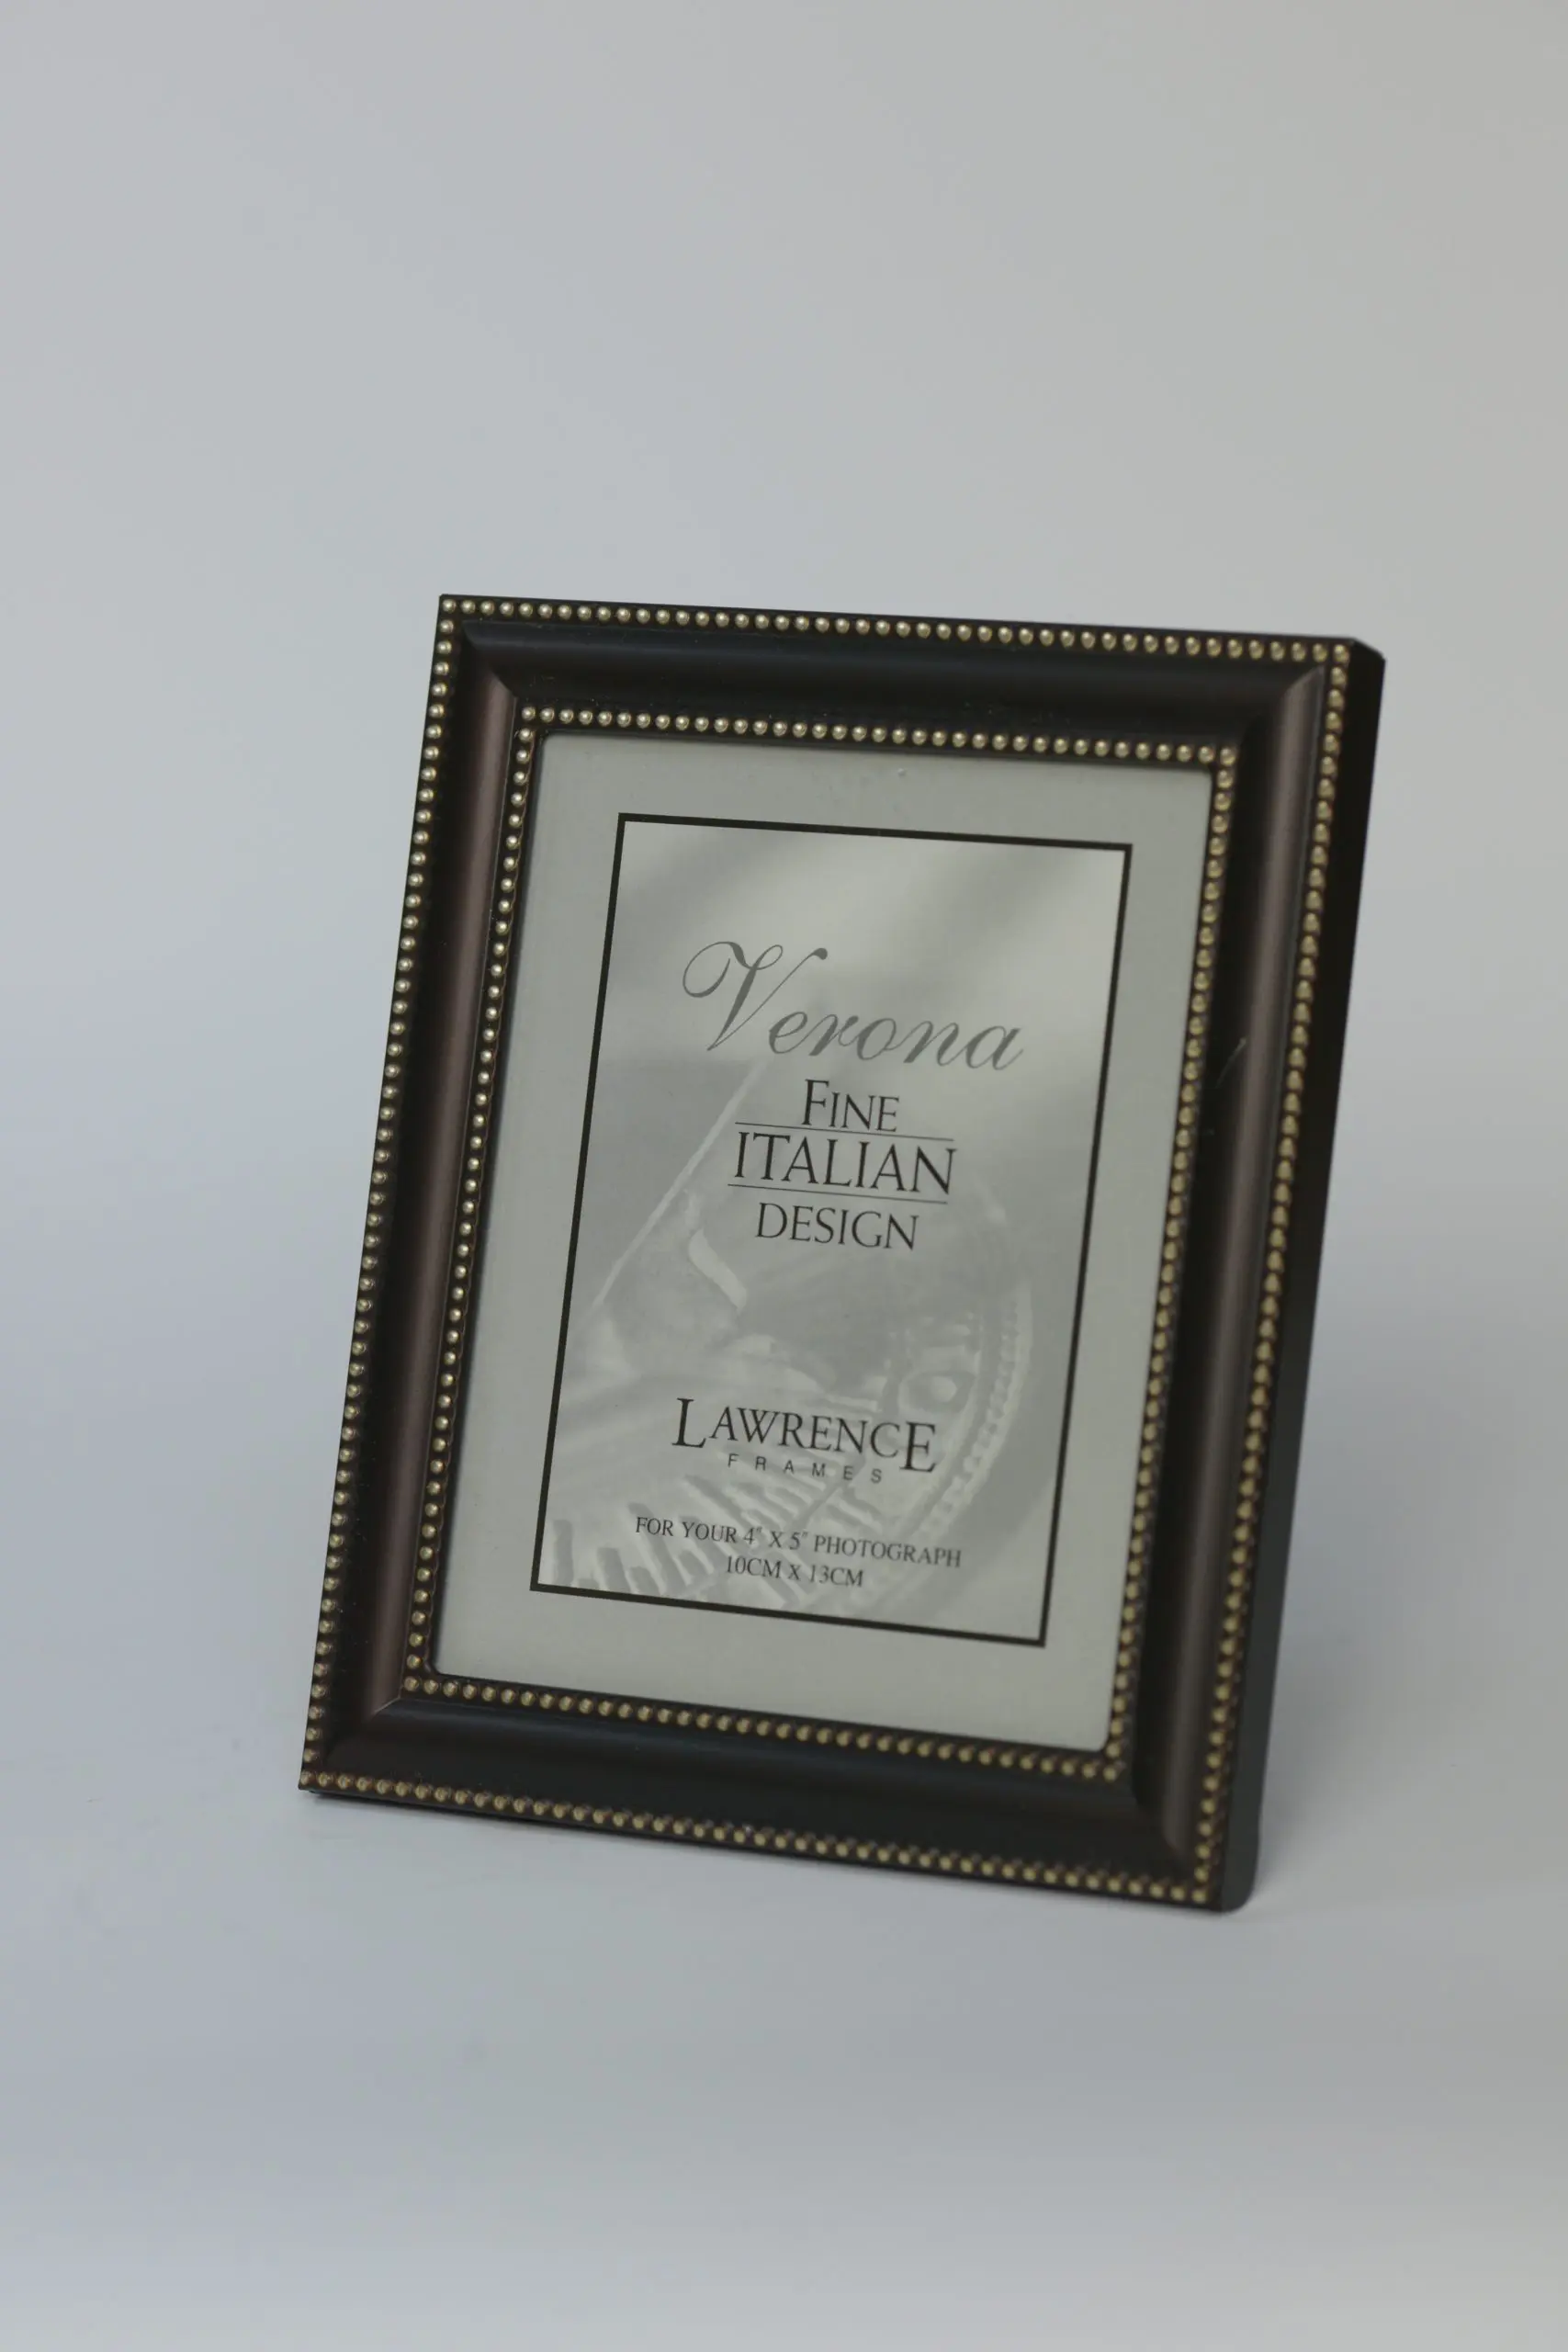 Verona
FINE
ITALIAN
DESIGN
LAWRENCE
FRAMES
FOR YOUR 4" X 5" PHOTOGRAPH
10CM X 13CM